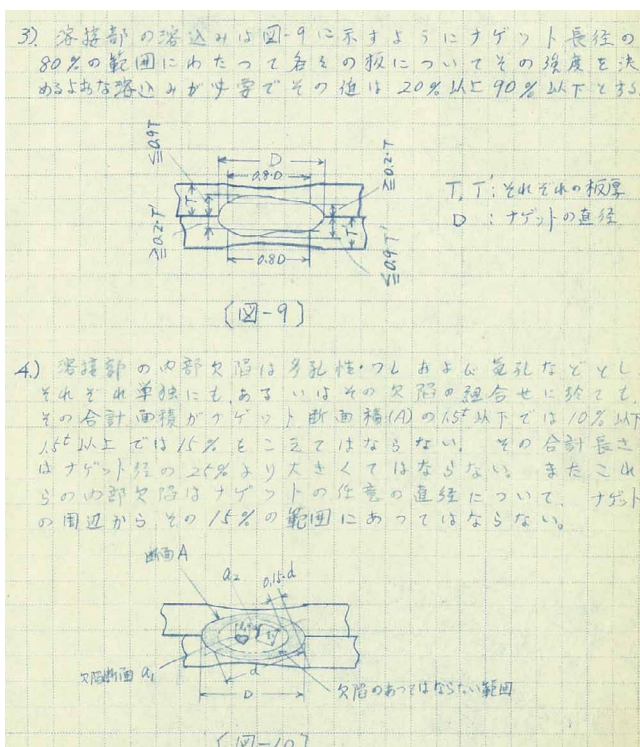 3). 溶接部の溶込みは図-9に示すようにナゲット長径の
80%の範囲にわたって各々の板についてその強度を決
めるような溶込みが必要でその値は20%以上90%以下とする
≦0.9T
D
0.8·D
≧0.2·T
T
T'
≧0.2·T'
0.8D
≦0.9T'
T, T': それぞれの板厚
D : ナゲットの直径
〔図-9〕
4.) 溶接部の内部欠陥は多孔性・ワレおよび気孔などとし
それぞれ単独にも、あるいはその欠陥の組合せに於ても、
その合計面積がナゲット断面積(A)の1.5t以下では10%以下
1.5t以上では15%をこえてはならない。その合計長さ
はナゲット径の25%より大きくてはならない。またこれ
らの内部欠陥はナゲットの任意の直径について、ナゲット
の周辺からその15%の範囲にあってはならない。
断面A
a2
0.15·d
欠陥断面 a1
d
D
欠陥のあってはならない範囲
〔図-10〕